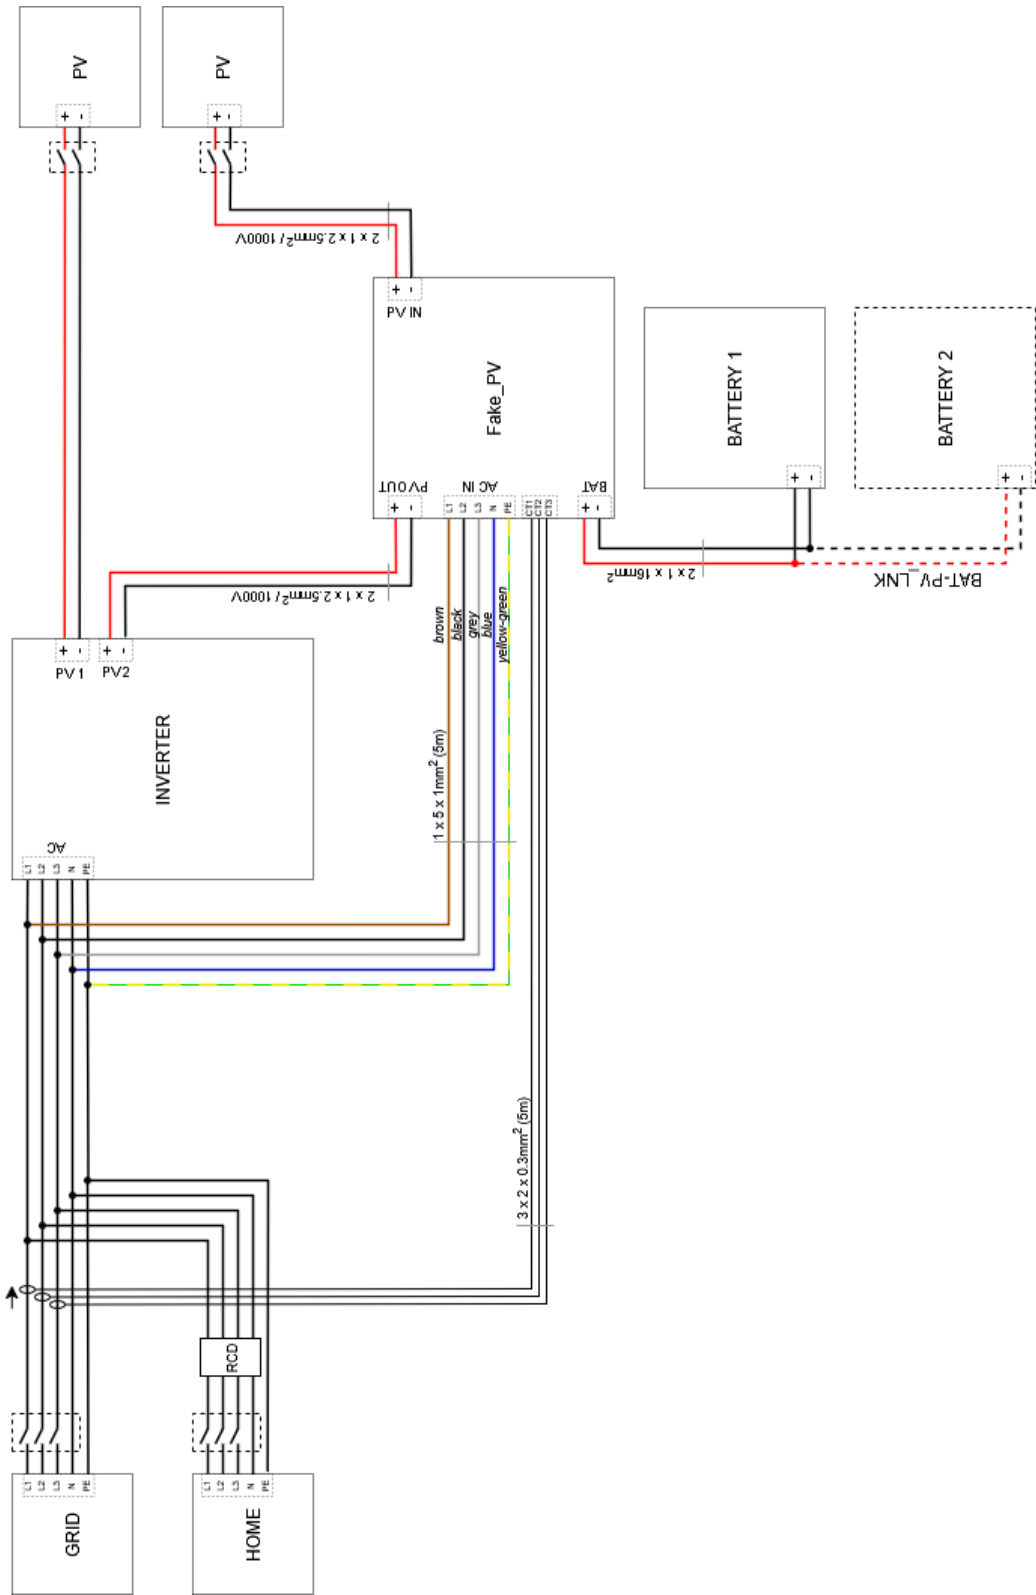 PV
PV
+ -
+ -
2 x 1 x 2.5mm² / 1000V
+ -
PV IN
Fake_PV
BATTERY 1
BATTERY 2
PV OUT
AC IN
BAT
+ -
L1
L2
L3
N
PE
CT1
CT2
CT3
+ -
+ -
+ -
2 x 1 x 16mm²
BAT-PV_LNK
2 x 1 x 2.5mm² / 1000V
brown
black
grey
blue
yellow-green
+ -
+ -
PV1
PV2
INVERTER
1 x 5 x 1mm² (5m)
AC
L1
L2
L3
N
PE
3 x 2 x 0.3mm² (5m)
RCD
L1
L2
L3
N
PE
L1
L2
L3
N
PE
GRID
HOME